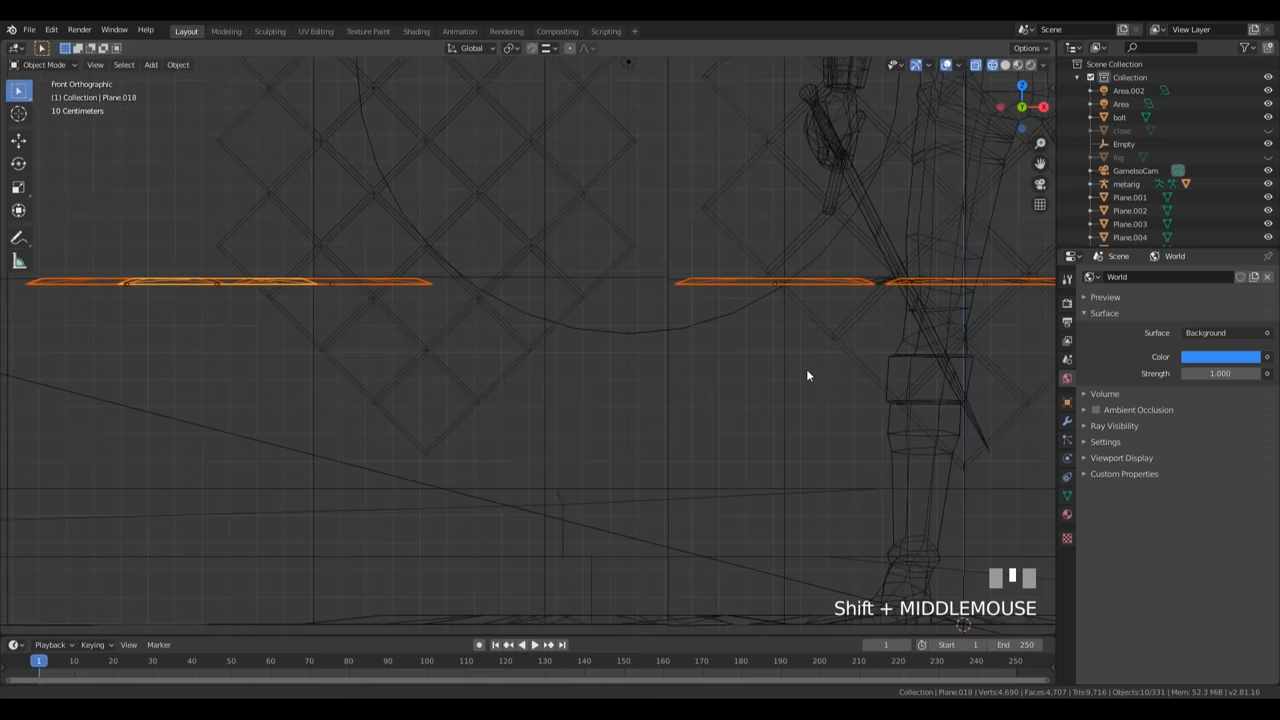 File Edit Render Window Help
Layout Modeling Sculpting UV Editing Texture Paint Shading Animation Rendering Compositing Scripting +
Scene
View Layer
Global
Options
Object Mode View Select Add Object
Front Orthographic
(1) Collection | Plane.018
10 Centimeters
Z
Y
X
Scene Collection
Collection
Area.002
Area
bolt
close
Empty
fog
GameIsoCam
metarig
Plane.001
Plane.002
Plane.003
Plane.004
Scene World
World
Preview
Surface
Surface Background
Color
Strength 1.000
Volume
Ambient Occlusion
Ray Visibility
Settings
Viewport Display
Custom Properties
Shift + MIDDLEMOUSE
Playback Keying View Marker
1 Start 1 End 250
1 10 20 30 40 50 60 70 80 90 100 110 120 130 140 150 160 170 180 190 200 210 220 230 240 250
Collection | Plane.018 | Verts:4,690 | Faces:4,707 | Tris:9,716 | Objects:10/331 | Mem: 52.3 MiB | v2.81.16